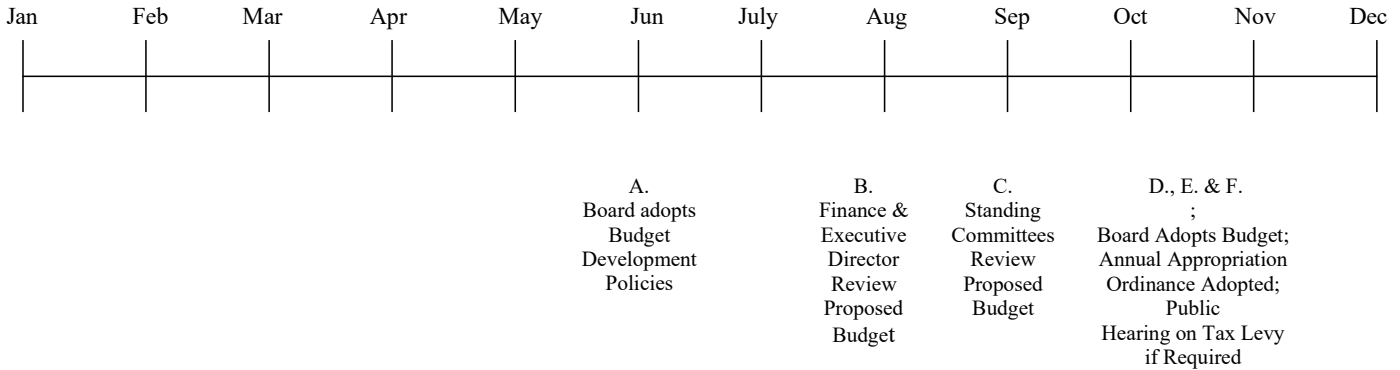 Jan Feb Mar Apr May Jun July Aug Sep Oct Nov Dec
A.
Board adopts
Budget
Development
Policies
B.
Finance &
Executive
Director
Review
Proposed
Budget
C.
Standing
Committees
Review
Proposed
Budget
D., E. & F.
;
Board Adopts Budget;
Annual Appropriation
Ordinance Adopted;
Public
Hearing on Tax Levy
if Required